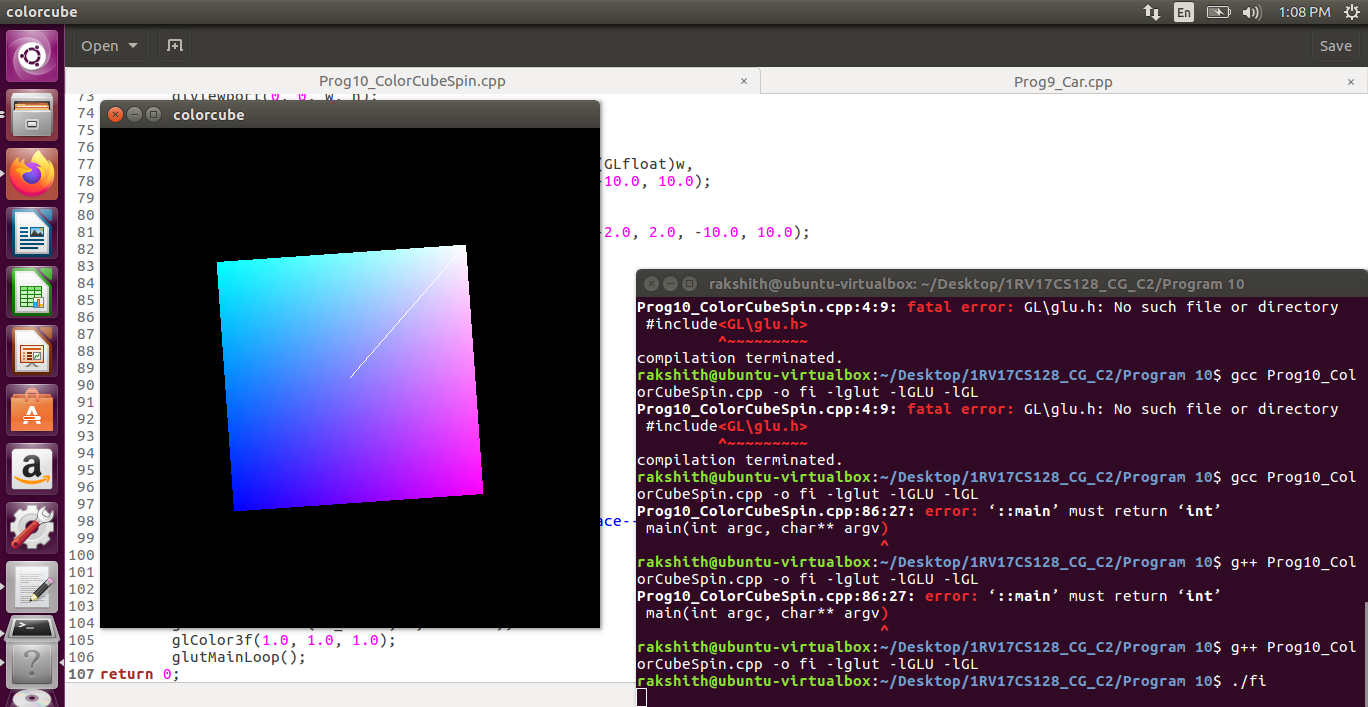 colorcube
En
1:08 PM
Open
Save
Prog10_ColorCubeSpin.cpp ×
Prog9_Car.cpp ×
73 glViewport(0, 0, w, h);
74
75
76
77 (GLfloat)w,
78 10.0, 10.0);
79
80
81 -2.0, 2.0, -10.0, 10.0);
82
83
84
85
86
87
88
89
90
91
92
93
94
95
96
97
98 ace--
99
100
101
102
103
104
105 glColor3f(1.0, 1.0, 1.0);
106 glutMainLoop();
107 return 0;
colorcube
rakshith@ubuntu-virtualbox: ~/Desktop/1RV17CS128_CG_C2/Program 10
Prog10_ColorCubeSpin.cpp:4:9: fatal error: GL\glu.h: No such file or directory
#include<GL\glu.h>
^~~~~~~~~~
compilation terminated.
rakshith@ubuntu-virtualbox:~/Desktop/1RV17CS128_CG_C2/Program 10$ gcc Prog10_Col
orCubeSpin.cpp -o fi -lglut -lGLU -lGL
Prog10_ColorCubeSpin.cpp:4:9: fatal error: GL\glu.h: No such file or directory
#include<GL\glu.h>
^~~~~~~~~~
compilation terminated.
rakshith@ubuntu-virtualbox:~/Desktop/1RV17CS128_CG_C2/Program 10$ gcc Prog10_Col
orCubeSpin.cpp -o fi -lglut -lGLU -lGL
Prog10_ColorCubeSpin.cpp:86:27: error: ‘::main’ must return ‘int’
main(int argc, char** argv)
^
rakshith@ubuntu-virtualbox:~/Desktop/1RV17CS128_CG_C2/Program 10$ g++ Prog10_Col
orCubeSpin.cpp -o fi -lglut -lGLU -lGL
Prog10_ColorCubeSpin.cpp:86:27: error: ‘::main’ must return ‘int’
main(int argc, char** argv)
^
rakshith@ubuntu-virtualbox:~/Desktop/1RV17CS128_CG_C2/Program 10$ g++ Prog10_Col
orCubeSpin.cpp -o fi -lglut -lGLU -lGL
rakshith@ubuntu-virtualbox:~/Desktop/1RV17CS128_CG_C2/Program 10$ ./fi